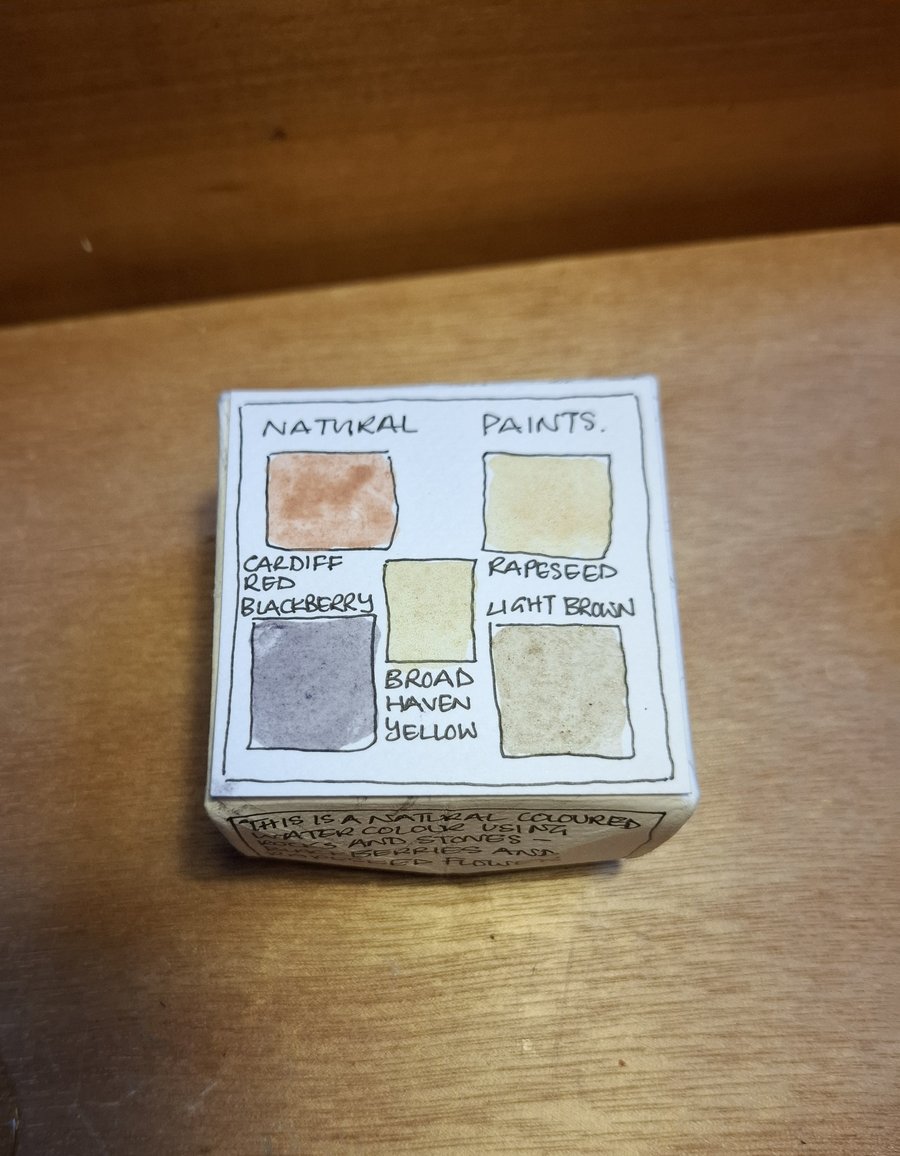 NATURAL PAINTS.
CARDIFF
RED
RAPESEED
BLACKBERRY
LIGHT BROWN
BROAD
HAVEN
YELLOW
THIS IS A NATURAL COLOURED
WATER COLOUR USING
ROCKS AND STONES –
BERRIES AND